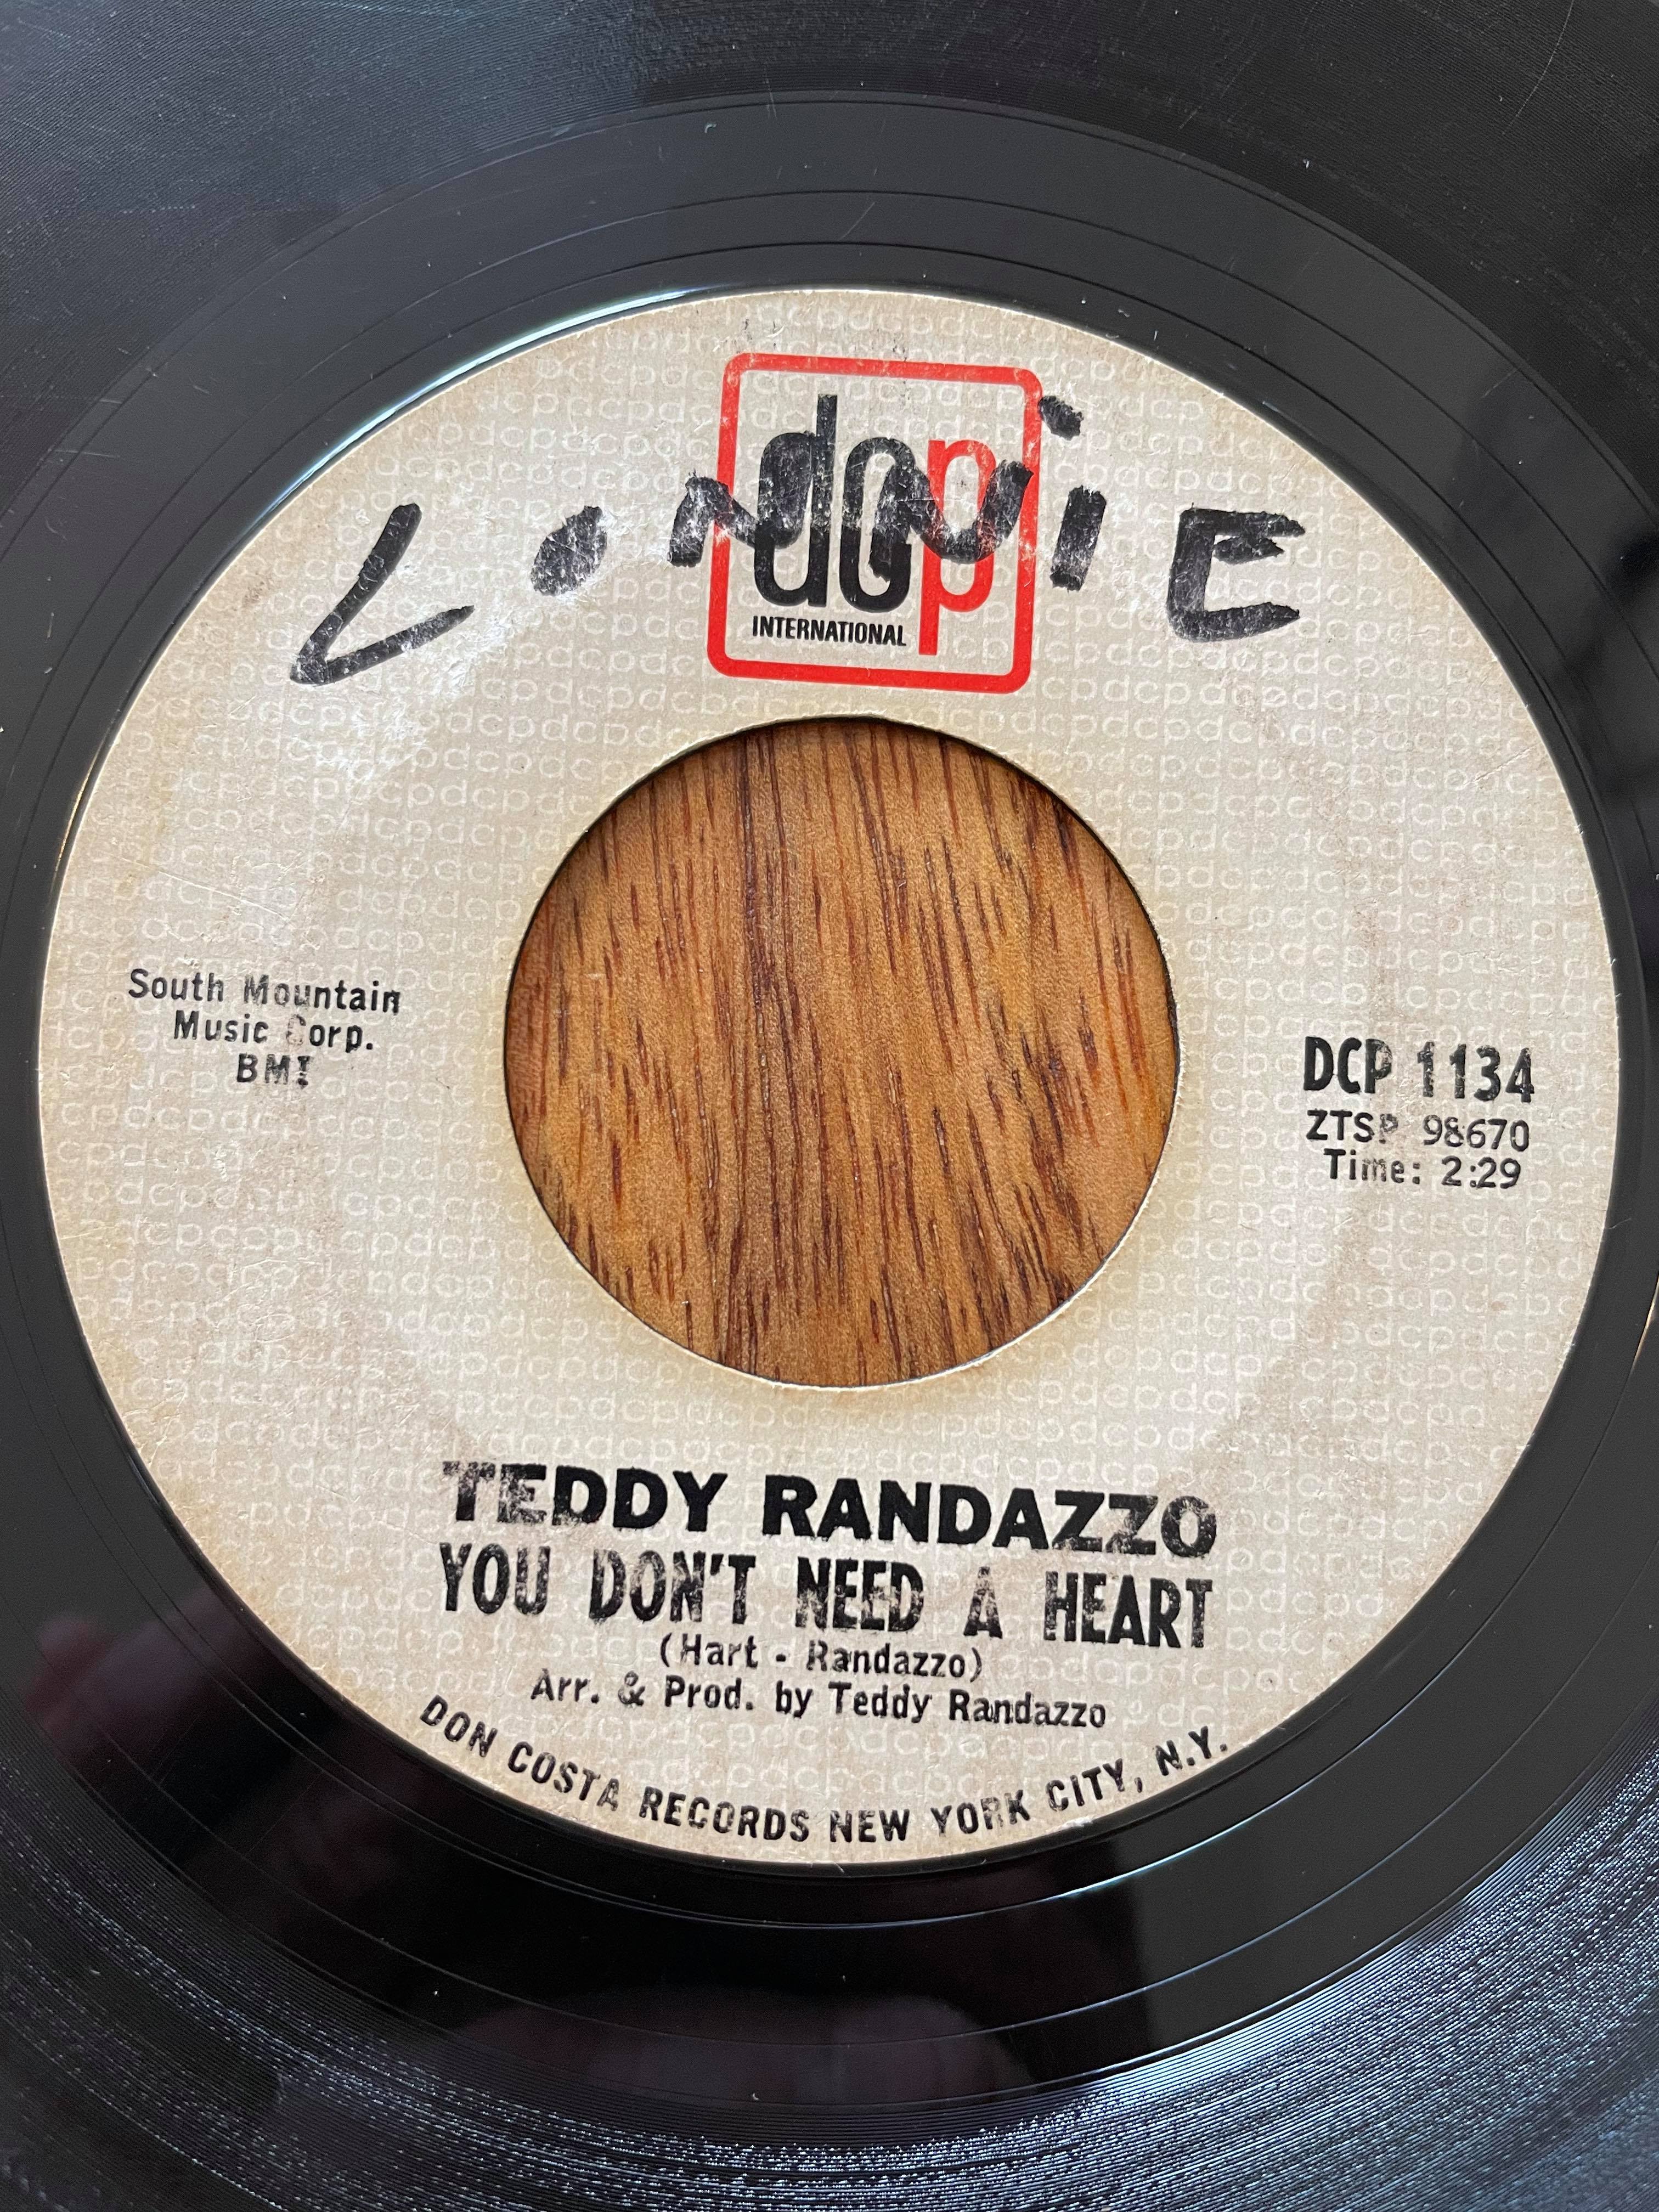 LONNIE
dcp
INTERNATIONAL
South Mountain
Music Corp.
BMI
DCP 1134
ZTSP 98670
Time: 2:29
TEDDY RANDAZZO
YOU DON'T NEED A HEART
(Hart - Randazzo)
Arr. & Prod. by Teddy Randazzo
DON COSTA RECORDS NEW YORK CITY, N.Y.